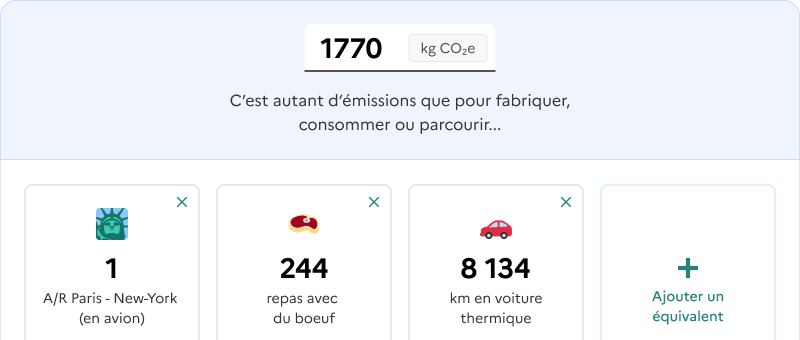 1770 kg CO₂e
C’est autant d’émissions que pour fabriquer,
consommer ou parcourir...
1
A/R Paris - New-York
(en avion)
244
repas avec
du boeuf
8 134
km en voiture
thermique
+
Ajouter un
équivalent